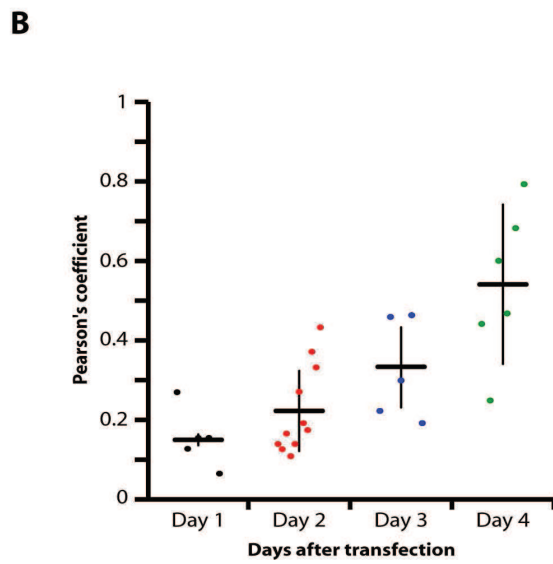 B
1
0.8
0.6
0.4
0.2
0
Pearson's coefficient
Day 1 Day 2 Day 3 Day 4
Days after transfection